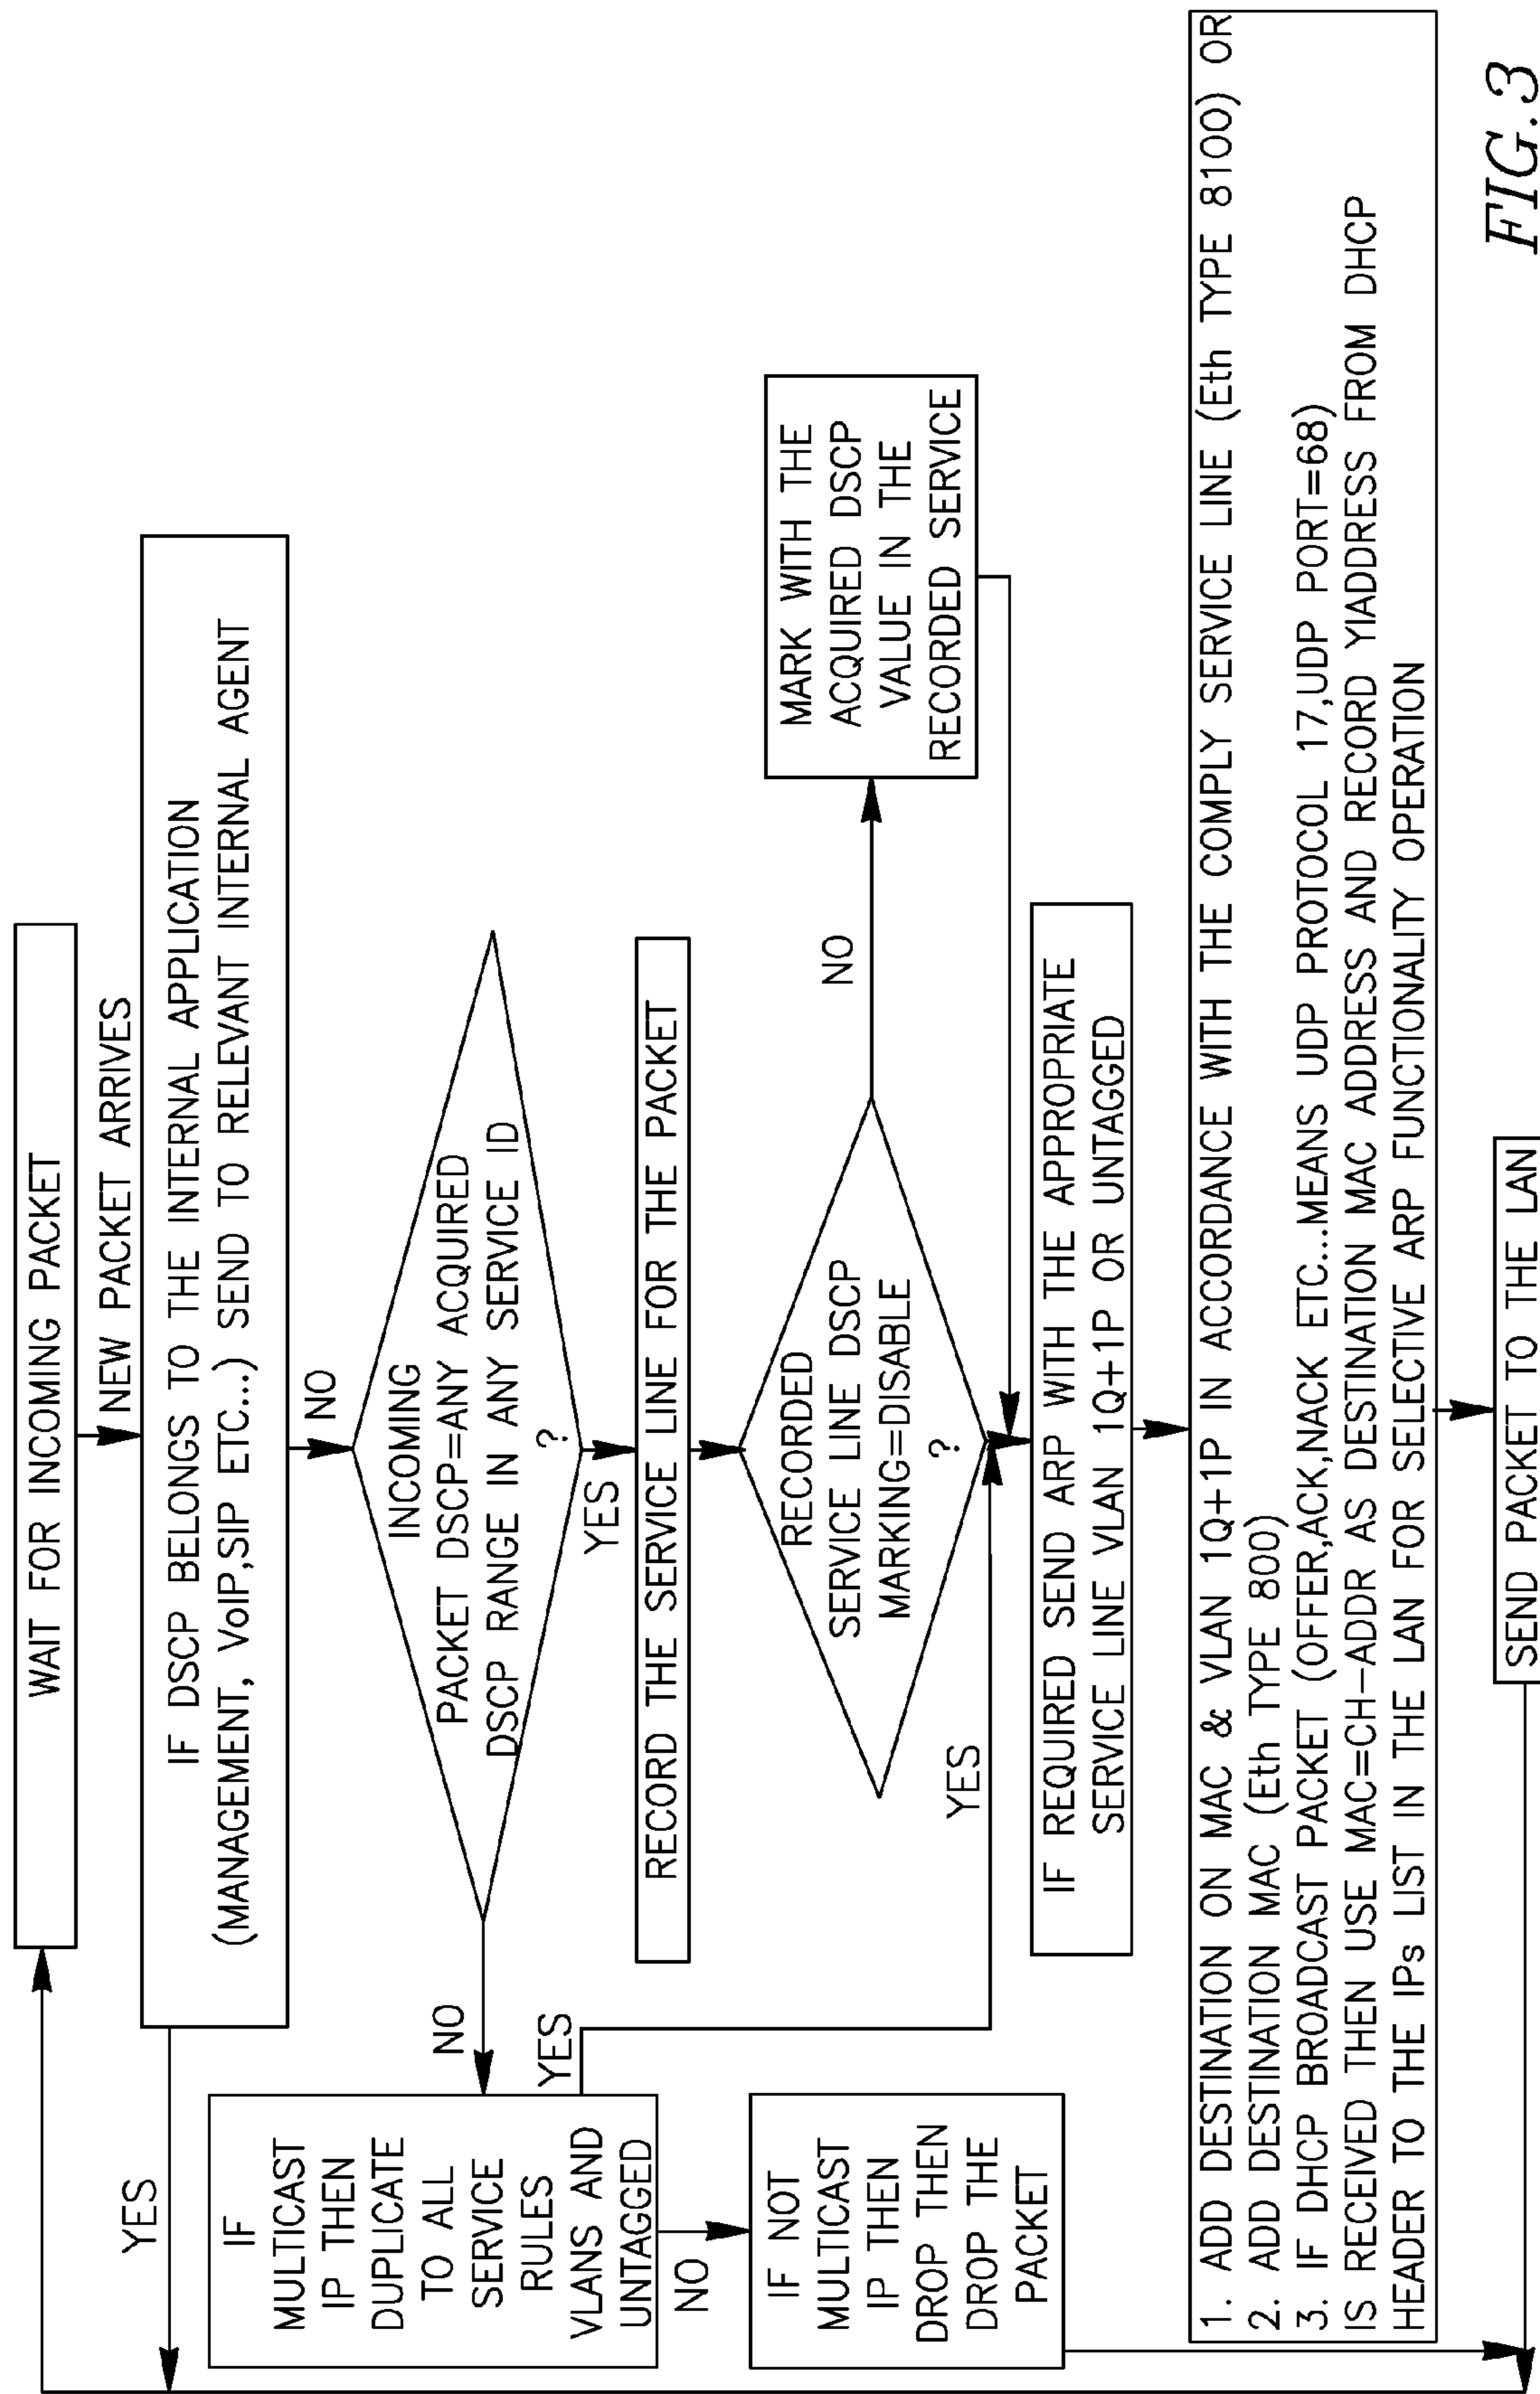 WAIT FOR INCOMING PACKET
NEW PACKET ARRIVES
YES
IF DSCP BELONGS TO THE INTERNAL APPLICATION
(MANAGEMENT, VoIP,SIP ETC...) SEND TO RELEVANT INTERNAL AGENT
NO
INCOMING
PACKET DSCP=ANY ACQUIRED
DSCP RANGE IN ANY SERVICE ID
?
NO
YES
IF
MULTICAST
IP THEN
DUPLICATE
TO ALL
SERVICE
RULES
VLANS AND
UNTAGGED
YES
NO
IF NOT
MULTICAST
IP THEN
DROP THEN
DROP THE
PACKET
RECORD THE SERVICE LINE FOR THE PACKET
RECORDED
SERVICE LINE DSCP
MARKING=DISABLE
?
YES
NO
MARK WITH THE
ACQUIRED DSCP
VALUE IN THE
RECORDED SERVICE
IF REQUIRED SEND ARP WITH THE APPROPRIATE
SERVICE LINE VLAN 1Q+1P OR UNTAGGED
1. ADD DESTINATION ON MAC & VLAN 1Q+1P IN ACCORDANCE WITH THE COMPLY SERVICE LINE (Eth TYPE 8100) OR
2. ADD DESTINATION MAC (Eth TYPE 800)
3. IF DHCP BROADCAST PACKET (OFFER,ACK,NACK ETC...MEANS UDP PROTOCOL 17,UDP PORT=68)
IS RECEIVED THEN USE MAC=CH-ADDR AS DESTINATION MAC ADDRESS AND RECORD YIADDRESS FROM DHCP
HEADER TO THE IPs LIST IN THE LAN FOR SELECTIVE ARP FUNCTIONALITY OPERATION
SEND PACKET TO THE LAN
FIG.3